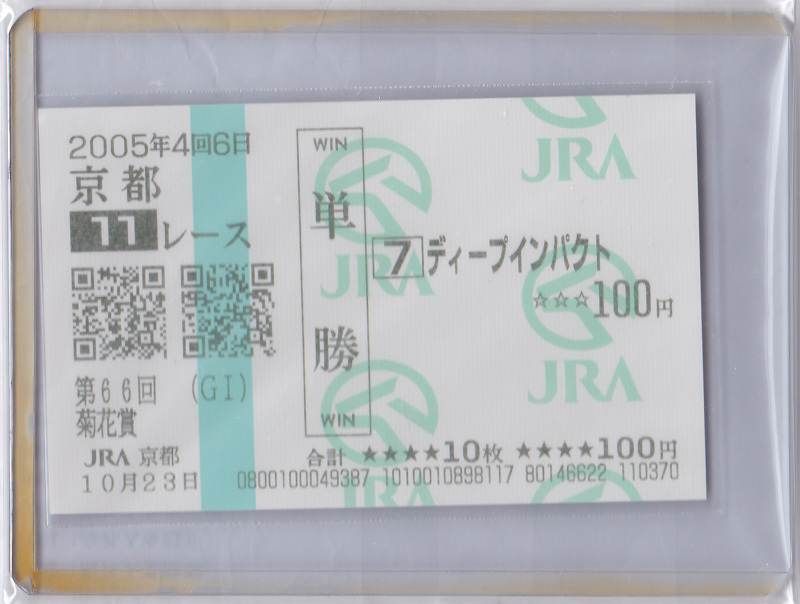 2005年4回6日
京都
11レース
第66回 (GI)
菊花賞
JRA 京都
10月23日
WIN
単勝
WIN
7 ディープインパクト
☆☆☆100円
合計 ★★★★10枚 ★★★★100円
0800100049387 1010010898117 80146622 110370
JRA
JRA
JRA
JRA